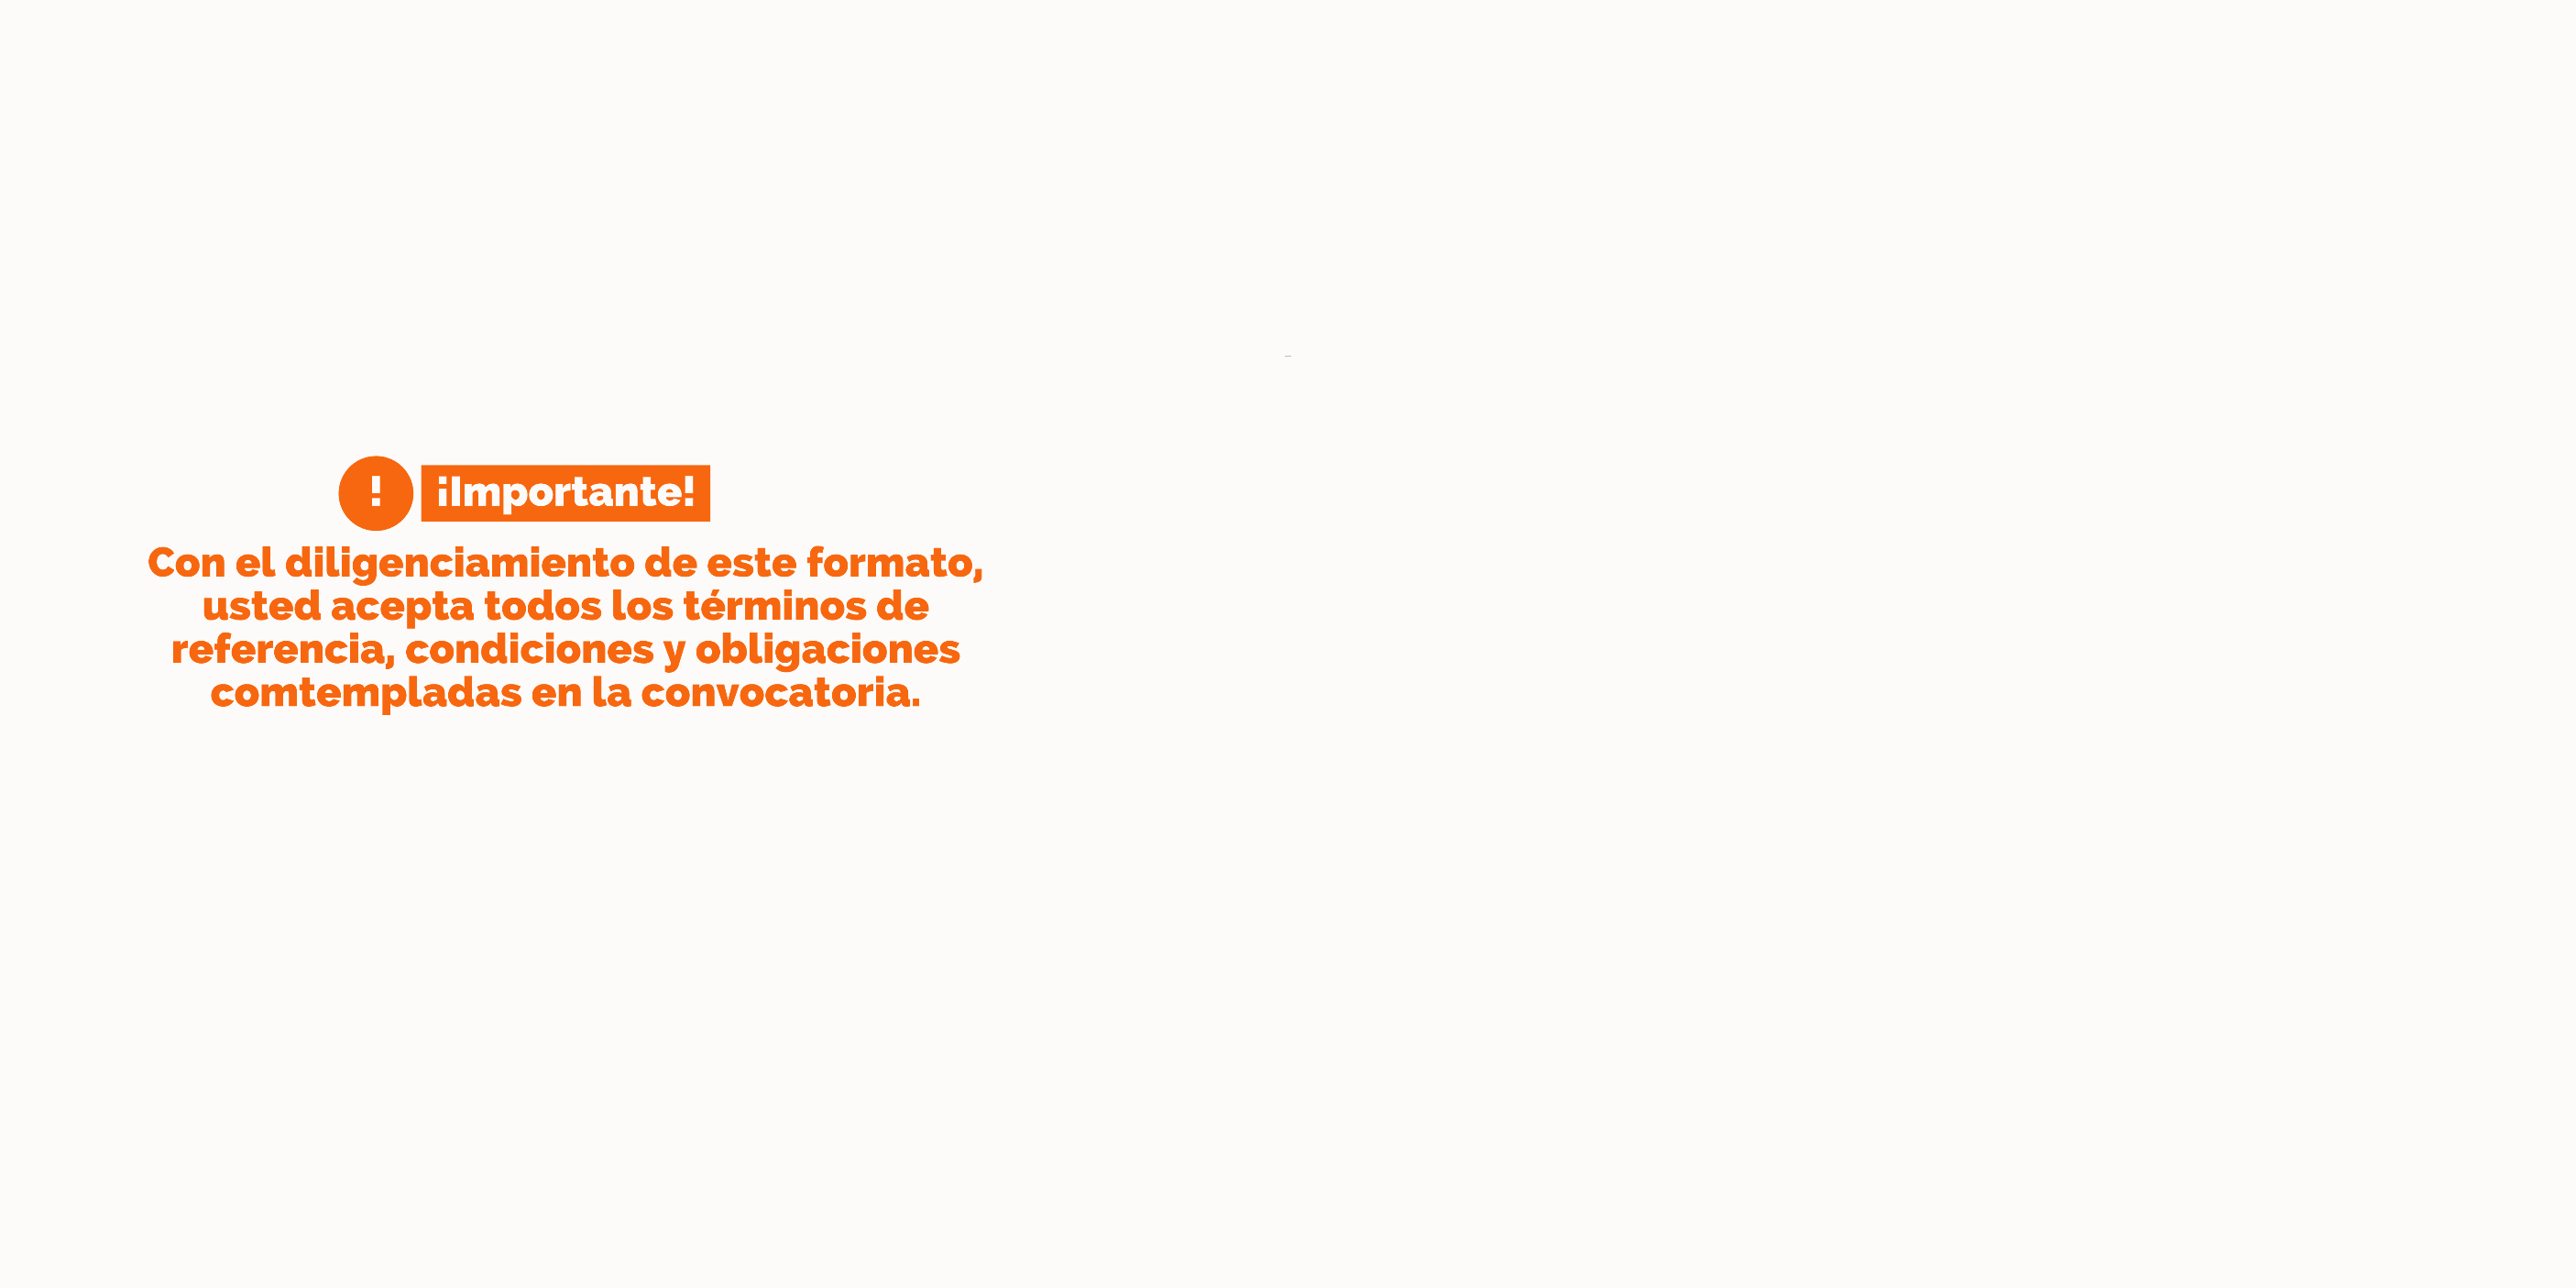 ! ¡Importante!
Con el diligenciamiento de este formato,
usted acepta todos los términos de
referencia, condiciones y obligaciones
comtempladas en la convocatoria.